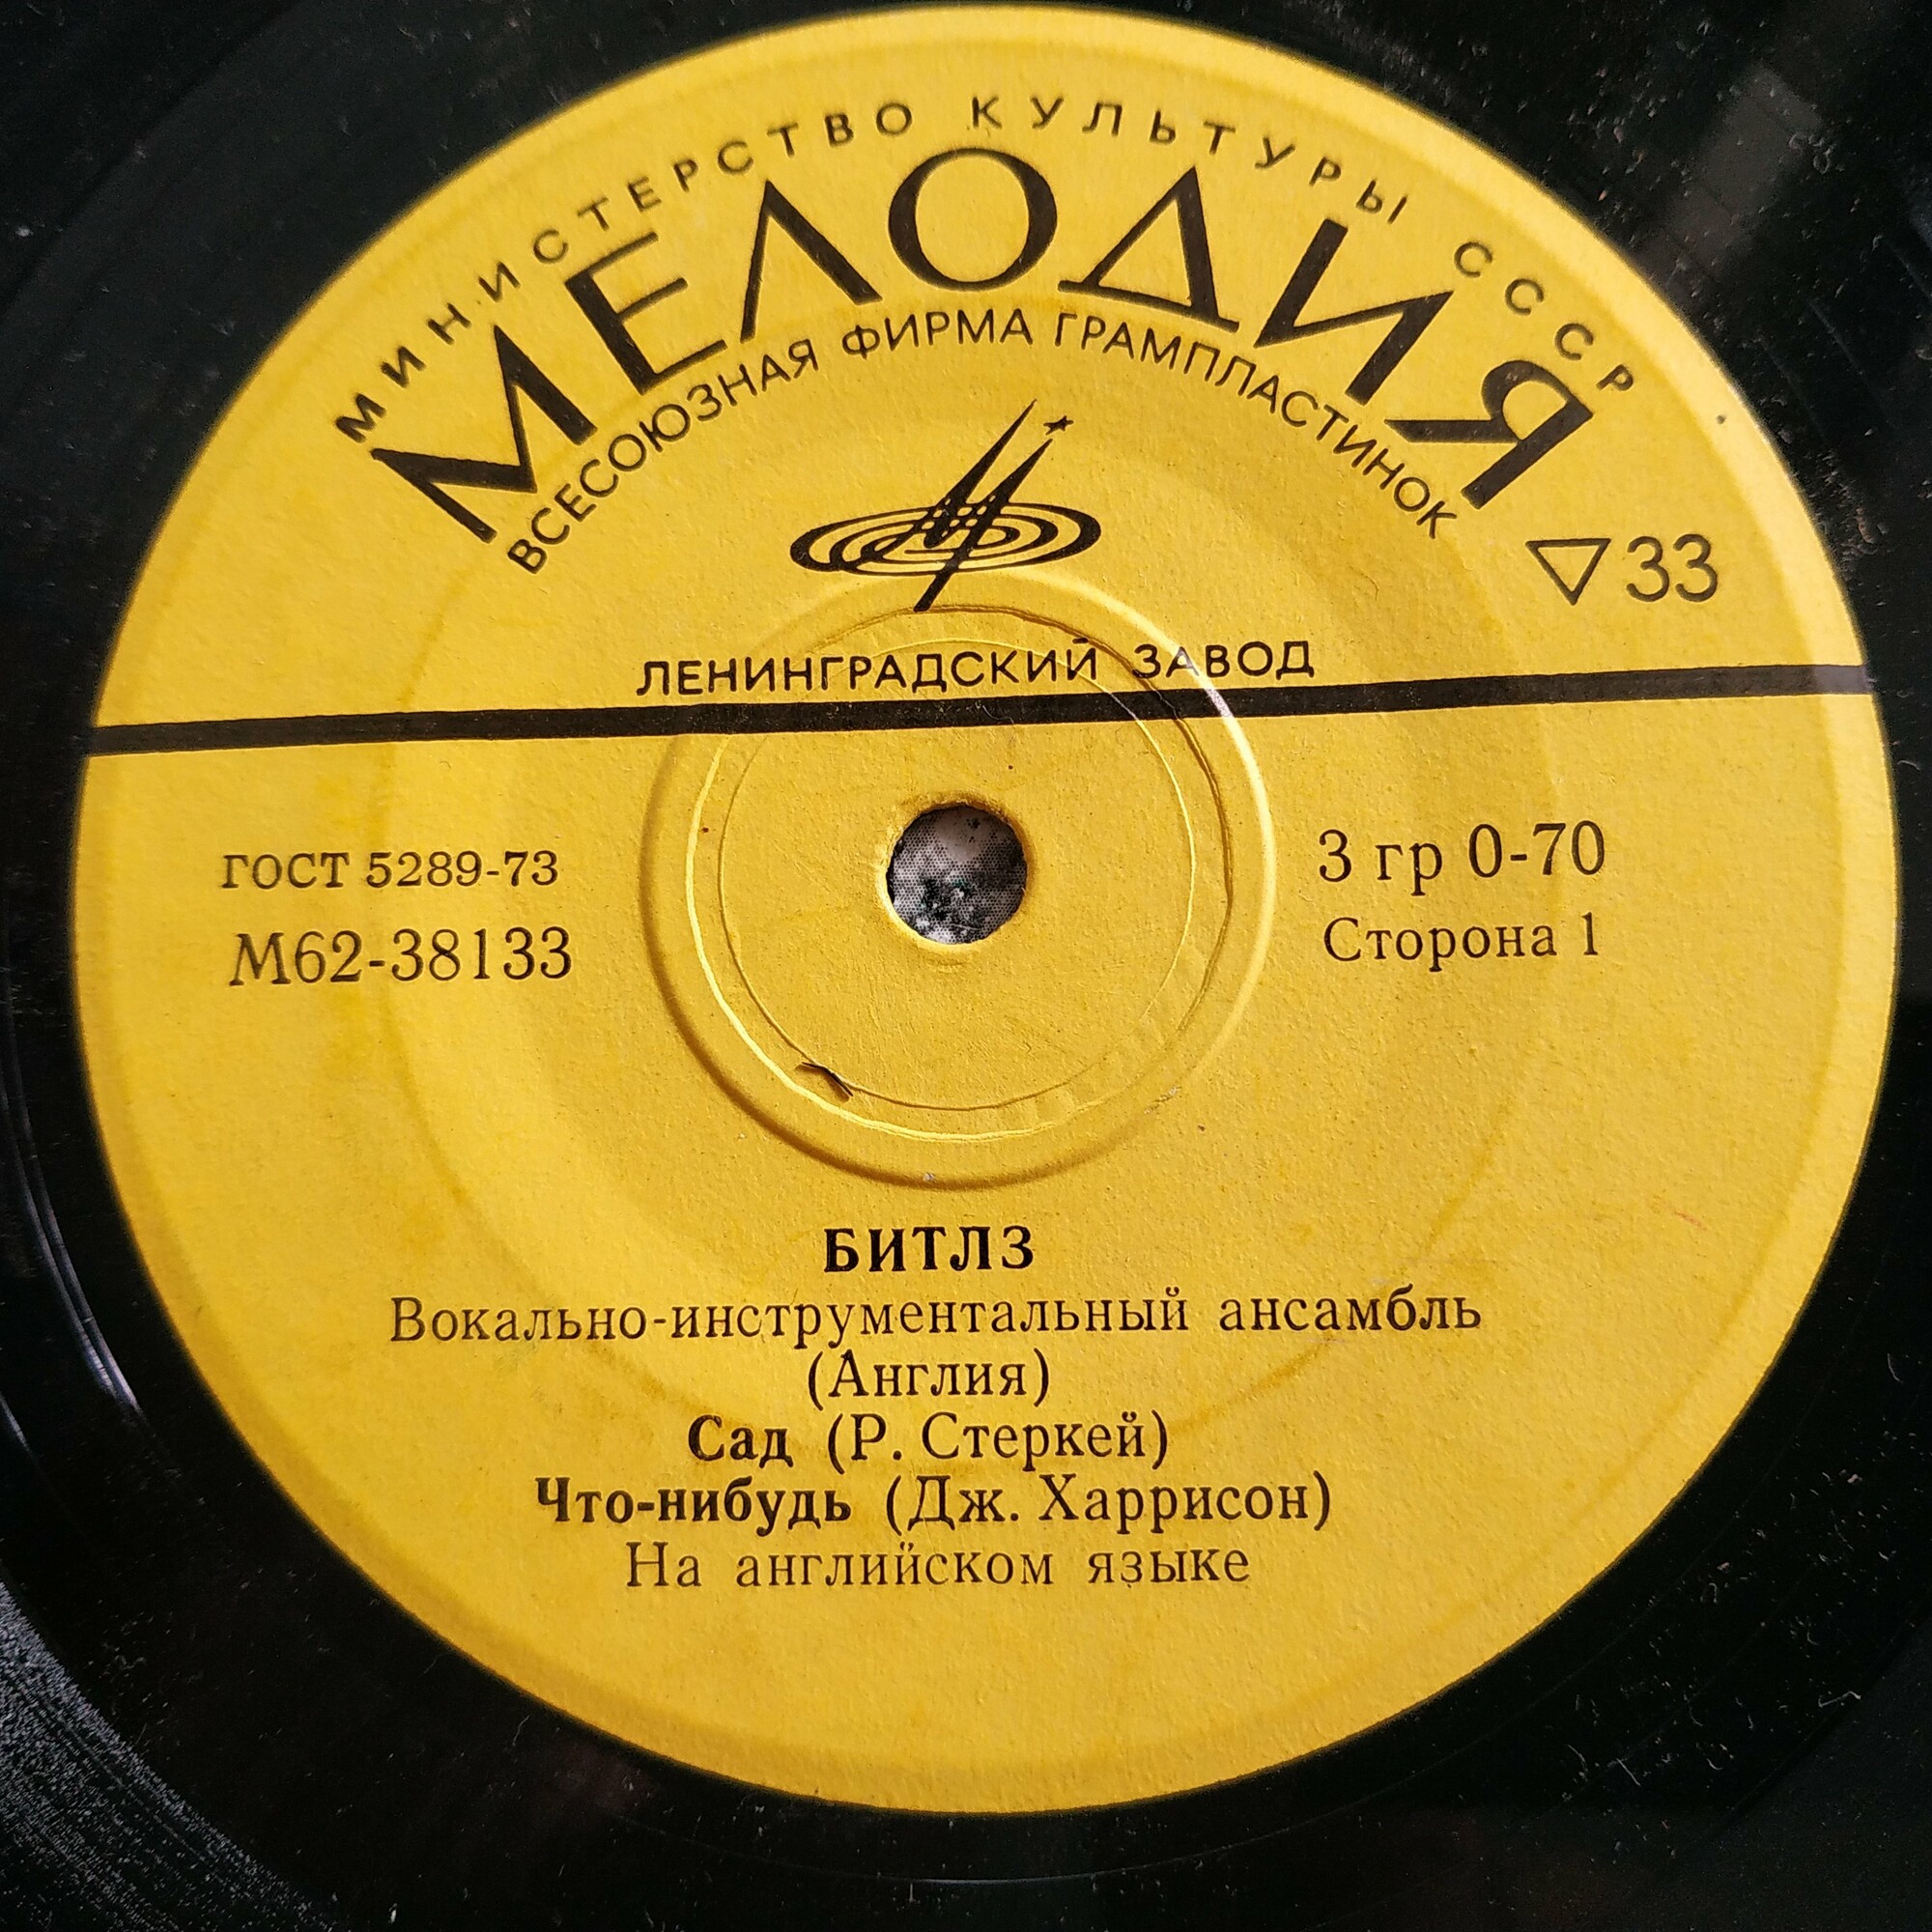 МИНИСТЕРСТВО КУЛЬТУРЫ СССР
МЕЛОДИЯ
ВСЕСОЮЗНАЯ ФИРМА ГРАМПЛАСТИНОК
▽33
ЛЕНИНГРАДСКИЙ ЗАВОД
ГОСТ 5289-73
М62-38133
3 гр 0-70
Сторона 1
БИТЛЗ
Вокально-инструментальный ансамбль
(Англия)
Сад (Р. Стеркей)
Что-нибудь (Дж. Харрисон)
На английском языке